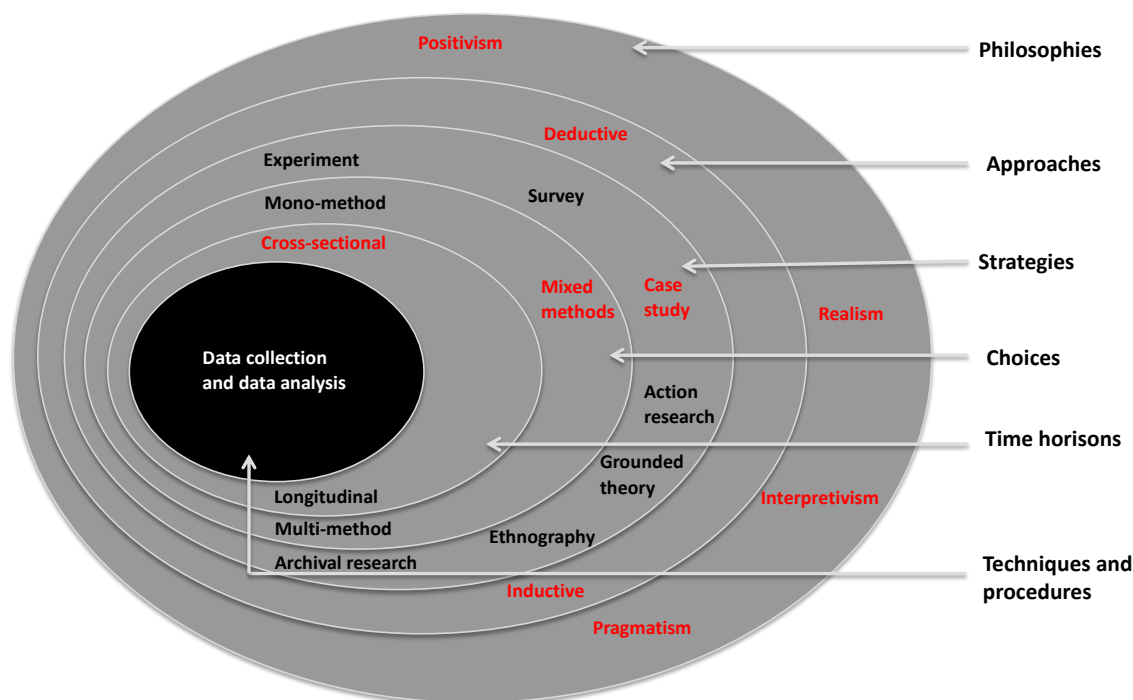 Positivism
Philosophies
Deductive
Approaches
Experiment
Survey
Mono-method
Cross-sectional
Strategies
Mixed
methods
Case
study
Realism
Data collection
and data analysis
Choices
Action
research
Time horisons
Grounded
theory
Longitudinal
Interpretivism
Multi-method
Ethnography
Archival research
Techniques and
procedures
Inductive
Pragmatism